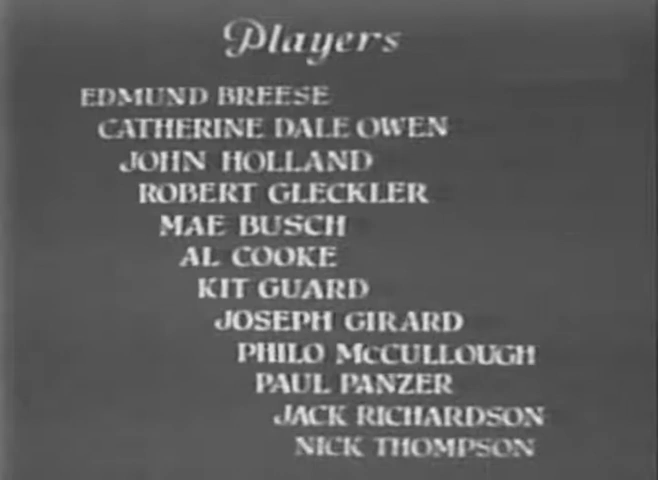 Players
EDMUND BREESE
CATHERINE DALE OWEN
JOHN HOLLAND
ROBERT GLECKLER
MAE BUSCH
AL COOKE
KIT GUARD
JOSEPH GIRARD
PHILO McCULLOUGH
PAUL PANZER
JACK RICHARDSON
NICK THOMPSON